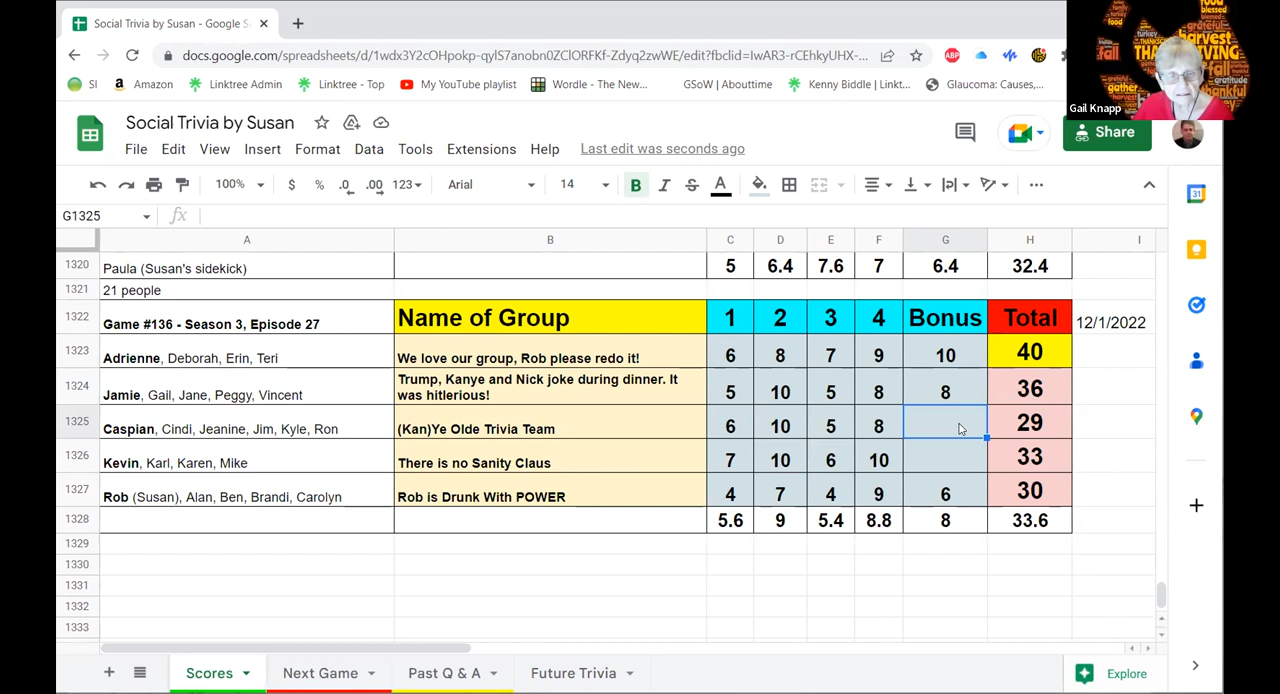 Social Trivia by Susan - Google S
docs.google.com/spreadsheets/d/
Gail Knapp
SI Amazon Linktree Admin Linktree - Top My YouTube playlist Wordle - The New... GSoW | Abouttime Kenny Biddle | Linkt... Glaucoma: Causes,...
Social Trivia by Susan
Share
File Edit View Insert Format Data Tools Extensions Help Last edit was seconds ago
100% $ % .0 .00 123 Arial 14 B I S A
G1325 fx
A B C D E F G H I
1320 Paula (Susan's sidekick) 5 6.4 7.6 7 6.4 32.4
1321 21 people
1322 Game #136 - Season 3, Episode 27 Name of Group 1 2 3 4 Bonus Total 12/1/2022
1323 Adrienne, Deborah, Erin, Teri We love our group, Rob please redo it! 6 8 7 9 10 40
1324 Jamie, Gail, Jane, Peggy, Vincent Trump, Kanye and Nick joke during dinner. It
was hitlerious! 5 10 5 8 8 36
1325 Caspian, Cindi, Jeanine, Jim, Kyle, Ron (Kan)Ye Olde Trivia Team 6 10 5 8 29
1326 Kevin, Karl, Karen, Mike There is no Sanity Claus 7 10 6 10 33
1327 Rob (Susan), Alan, Ben, Brandi, Carolyn Rob is Drunk With POWER 4 7 4 9 6 30
1328 5.6 9 5.4 8.8 8 33.6
1329
1330
1331
1332
1333
Scores Next Game Past Q & A Future Trivia Explore